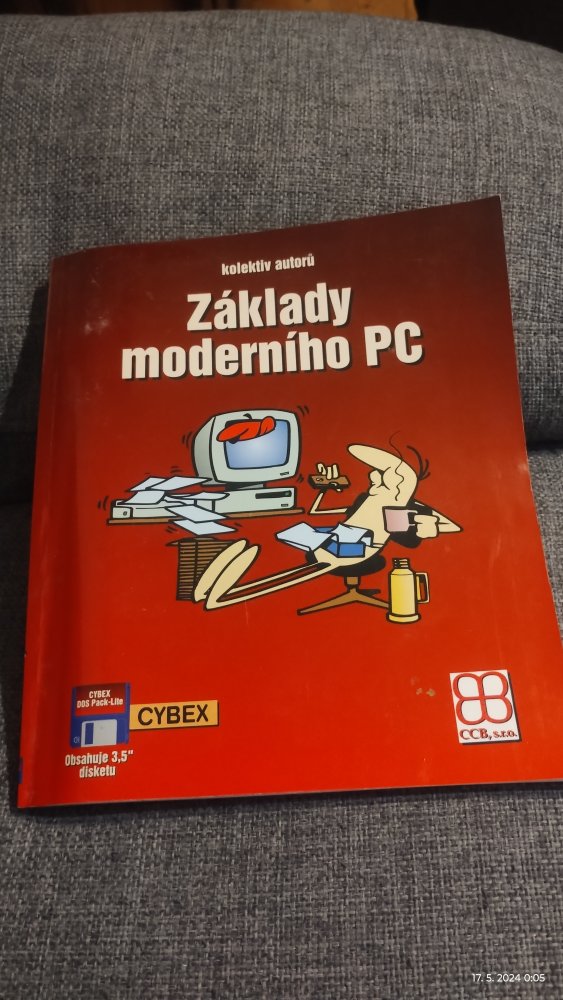 kolektiv autorů
Základy
moderního PC
CYBEX
DOS Pack-Lite
CYBEX
Obsahuje 3,5"
disketu
CCB, s.r.o.
17. 5. 2024 0:05